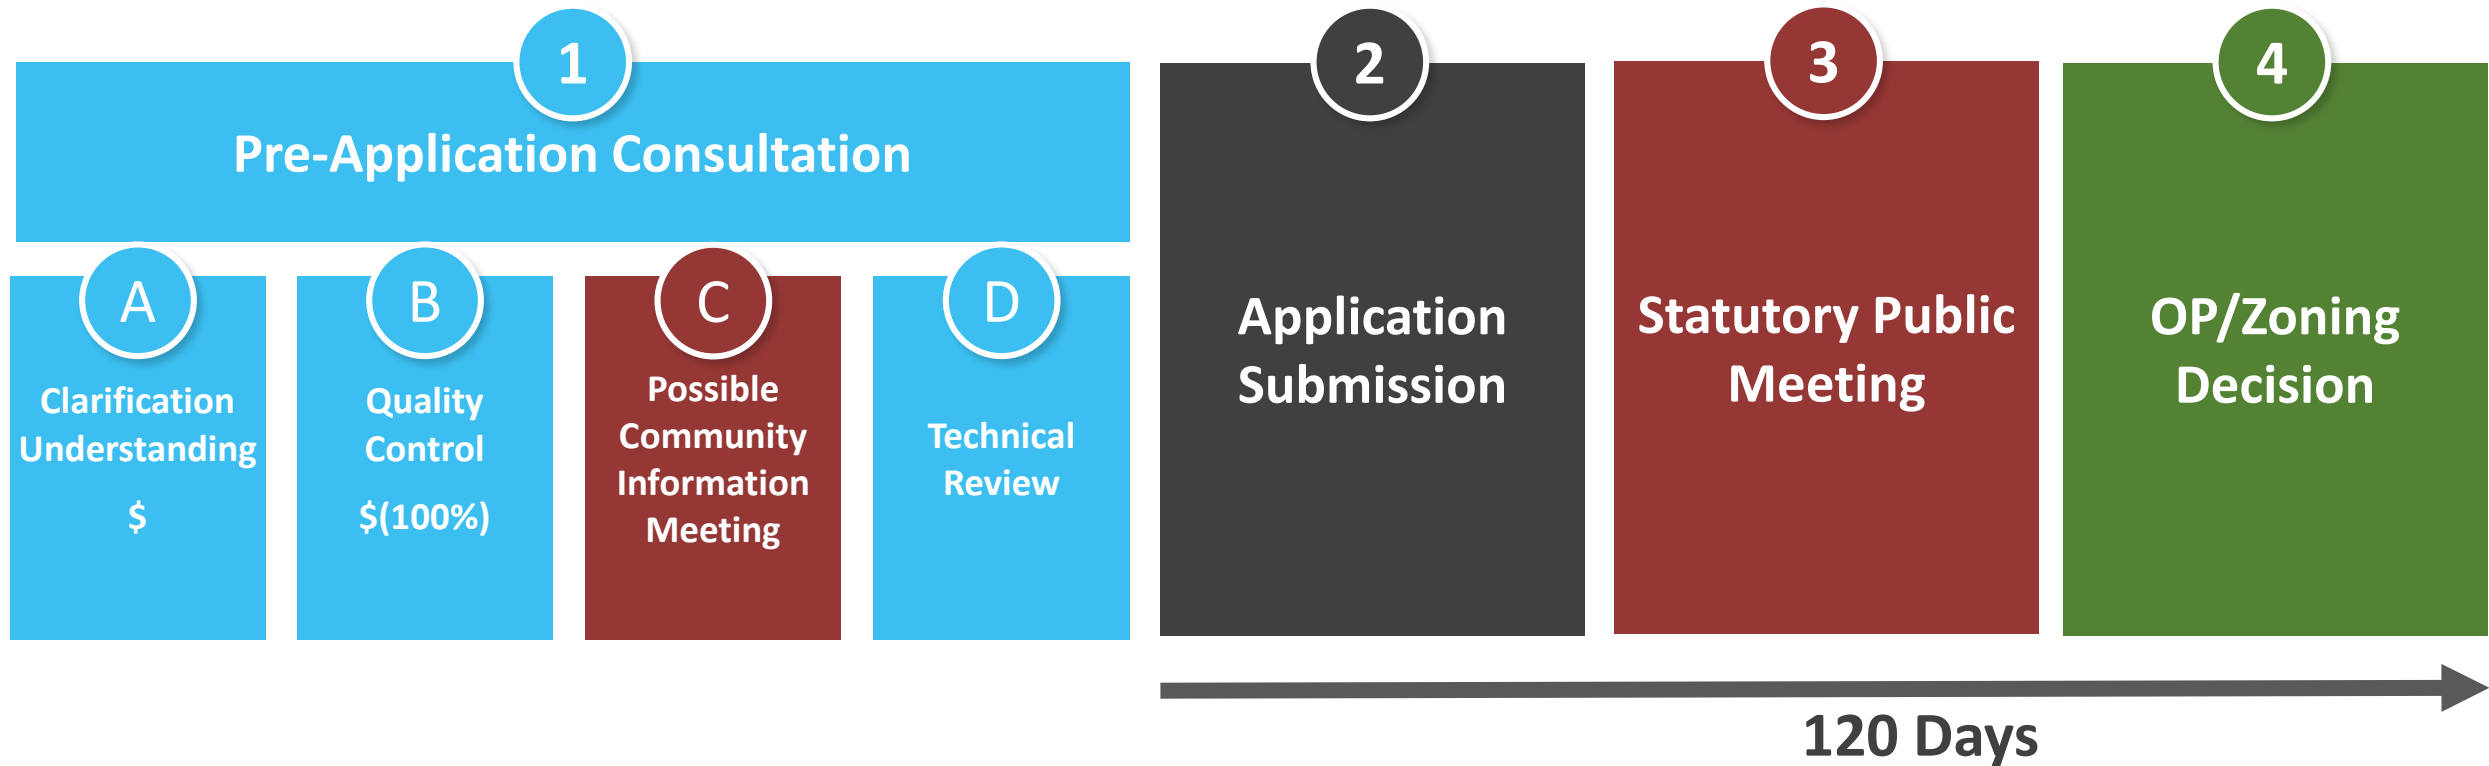 1
Pre-Application Consultation
A
Clarification
Understanding
$
B
Quality
Control
$(100%)
C
Possible
Community
Information
Meeting
D
Technical
Review
2
Application
Submission
3
Statutory Public
Meeting
4
OP/Zoning
Decision
120 Days